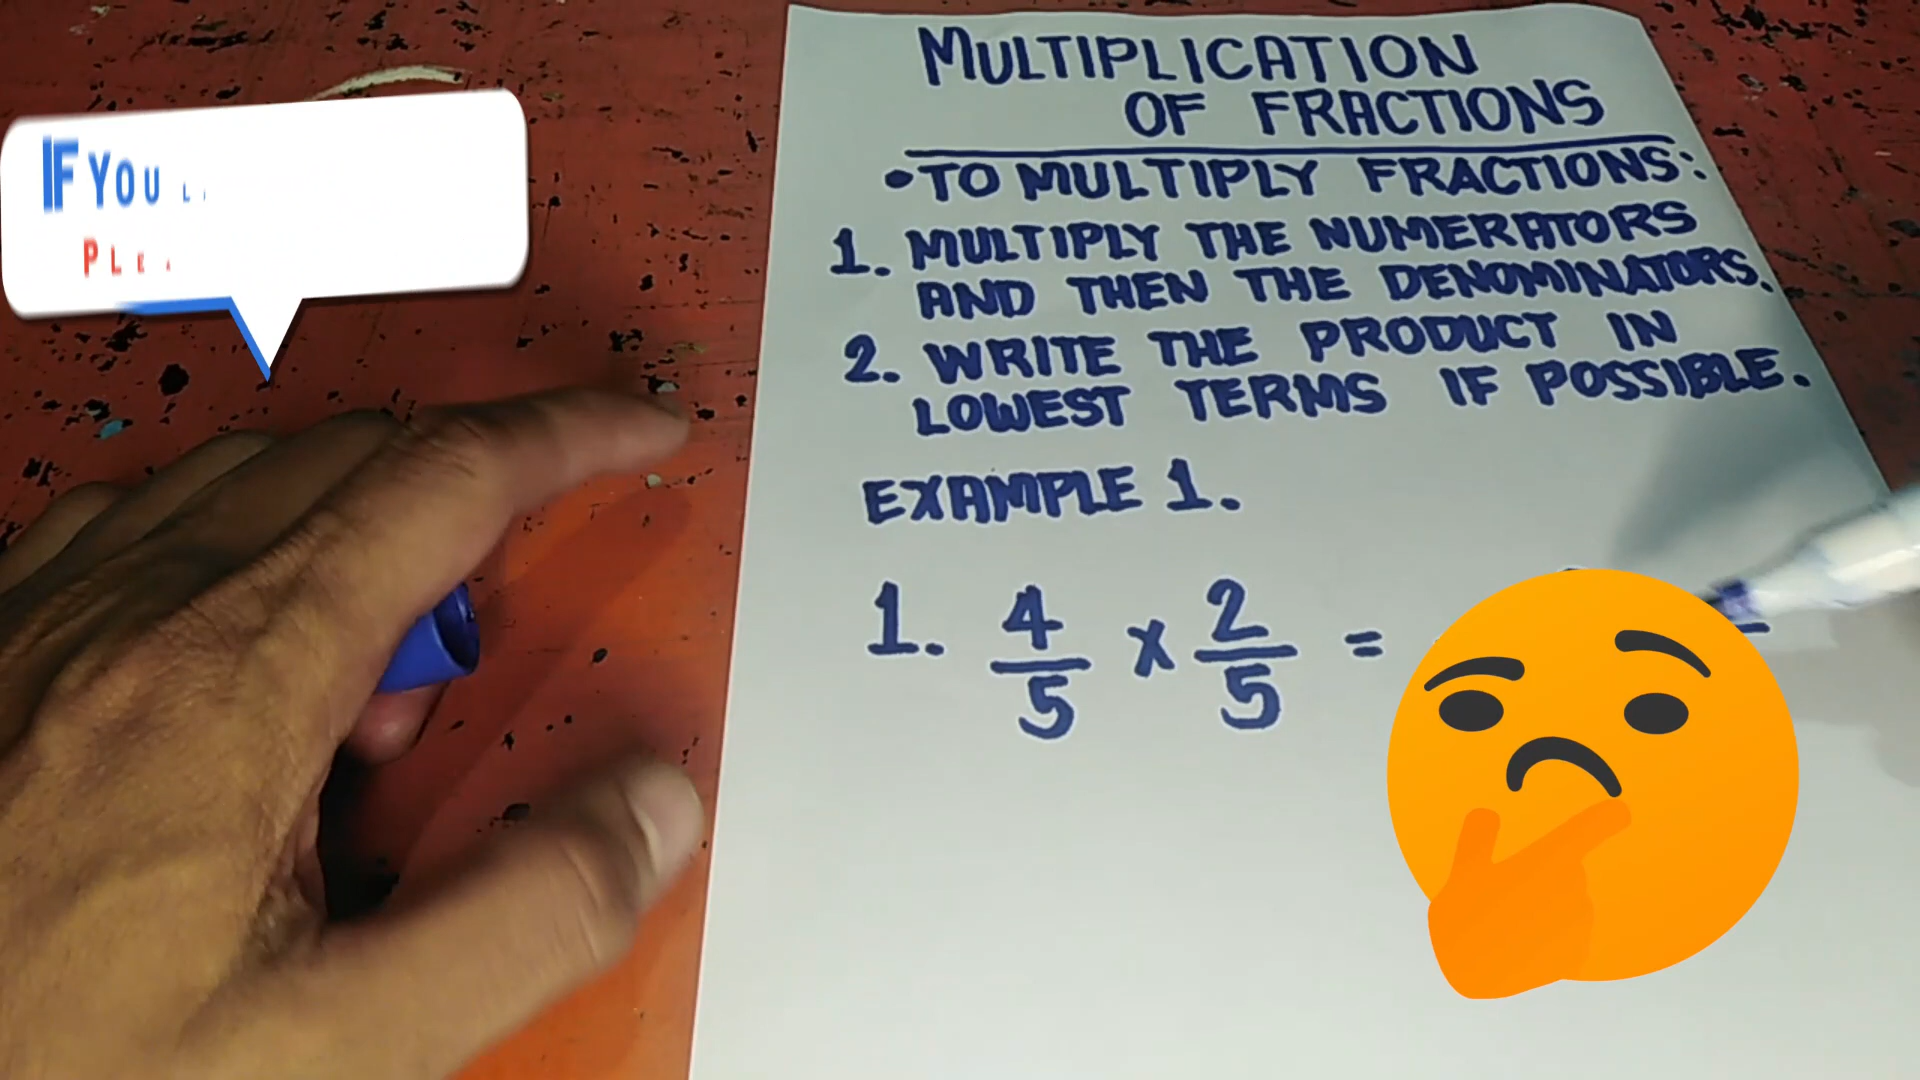 IF YOU
MULTIPLICATION
OF FRACTIONS
•TO MULTIPLY FRACTIONS:
1. MULTIPLY THE NUMERATORS
AND THEN THE DENOMINATORS.
2. WRITE THE PRODUCT IN
LOWEST TERMS IF POSSIBLE.
EXAMPLE 1.
1. 4/5 x 2/5 =